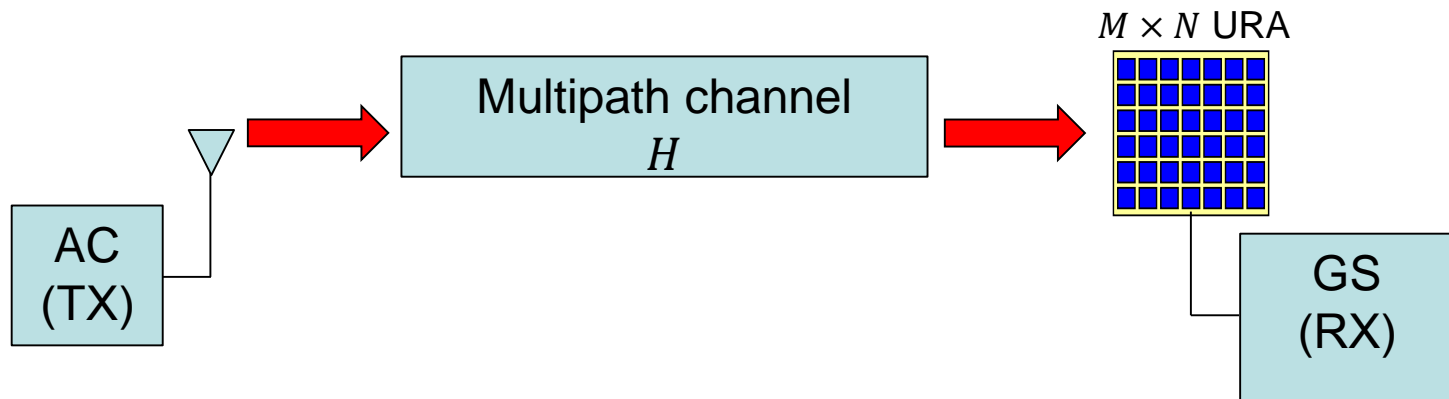 M × N URA
Multipath channel
H
AC
(TX)
GS
(RX)